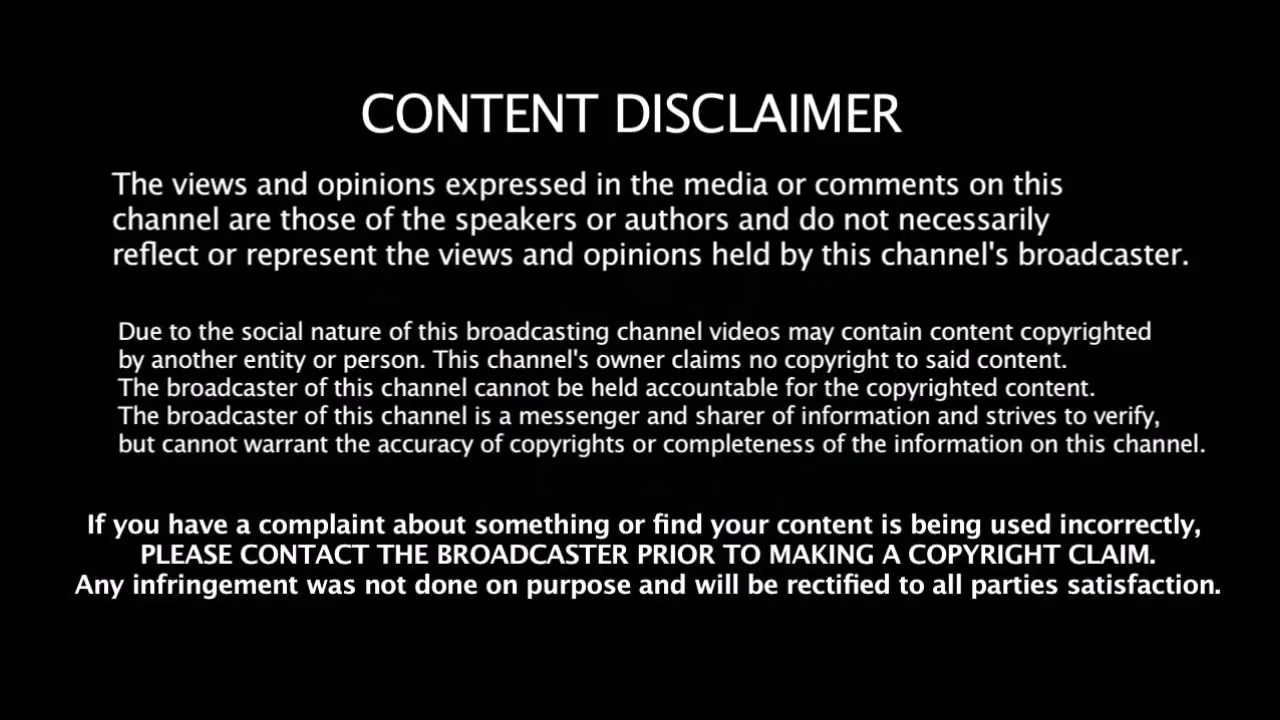 CONTENT DISCLAIMER
The views and opinions expressed in the media or comments on this
channel are those of the speakers or authors and do not necessarily
reflect or represent the views and opinions held by this channel's broadcaster.
Due to the social nature of this broadcasting channel videos may contain content copyrighted
by another entity or person. This channel's owner claims no copyright to said content.
The broadcaster of this channel cannot be held accountable for the copyrighted content.
The broadcaster of this channel is a messenger and sharer of information and strives to verify,
but cannot warrant the accuracy of copyrights or completeness of the information on this channel.
If you have a complaint about something or find your content is being used incorrectly,
PLEASE CONTACT THE BROADCASTER PRIOR TO MAKING A COPYRIGHT CLAIM.
Any infringement was not done on purpose and will be rectified to all parties satisfaction.